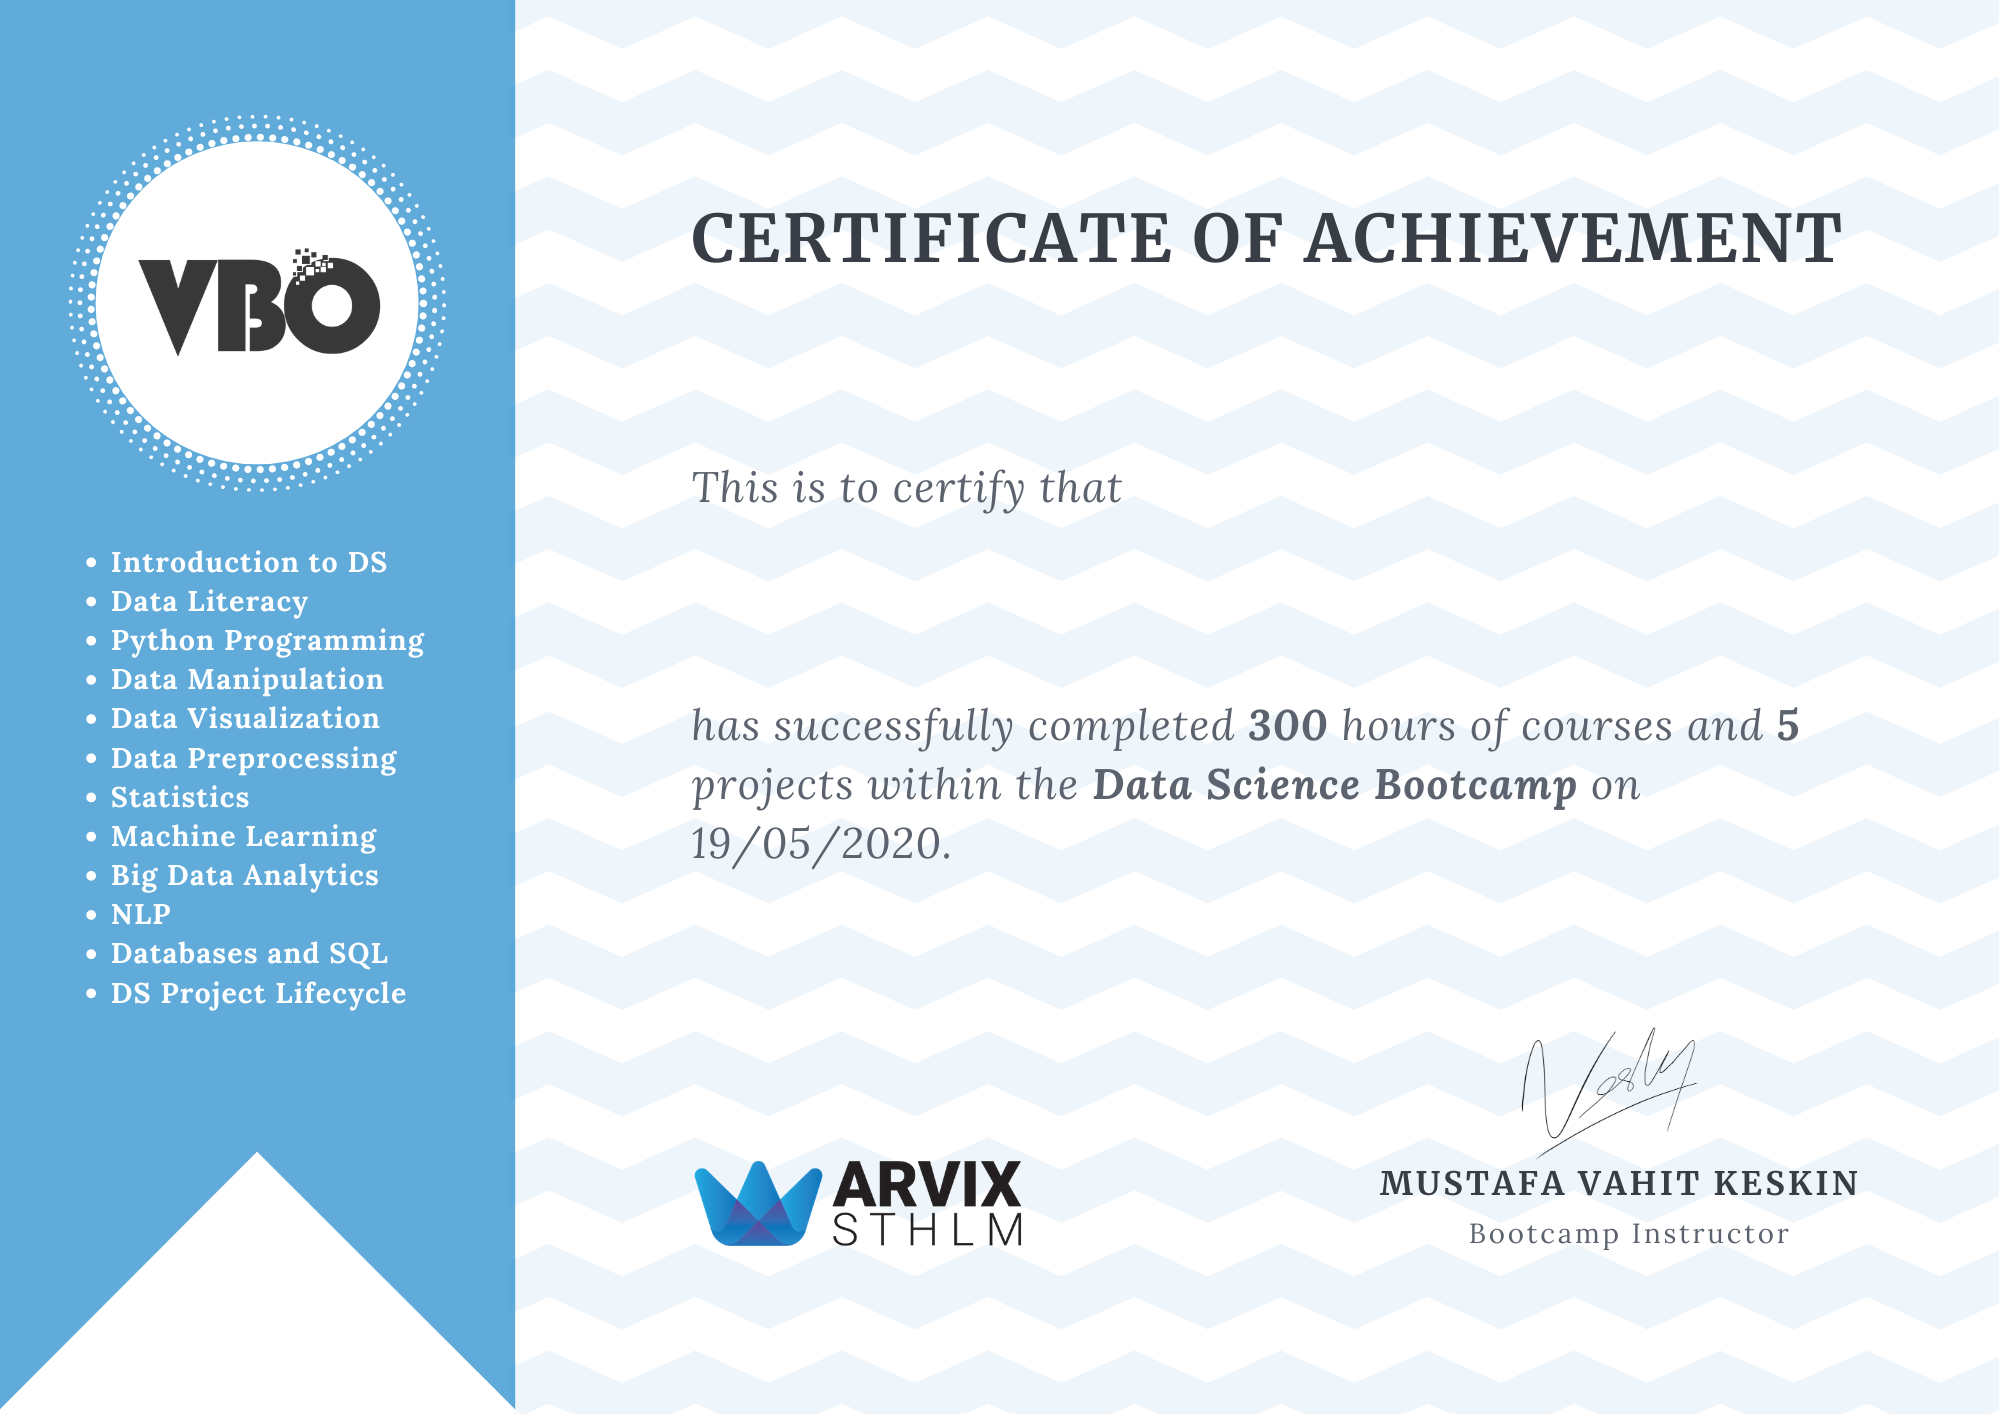 VBO
• Introduction to DS
• Data Literacy
• Python Programming
• Data Manipulation
• Data Visualization
• Data Preprocessing
• Statistics
• Machine Learning
• Big Data Analytics
• NLP
• Databases and SQL
• DS Project Lifecycle
CERTIFICATE OF ACHIEVEMENT
This is to certify that
has successfully completed 300 hours of courses and 5
projects within the Data Science Bootcamp on
19/05/2020.
ARVIX
STHLM
MUSTAFA VAHIT KESKIN
Bootcamp Instructor